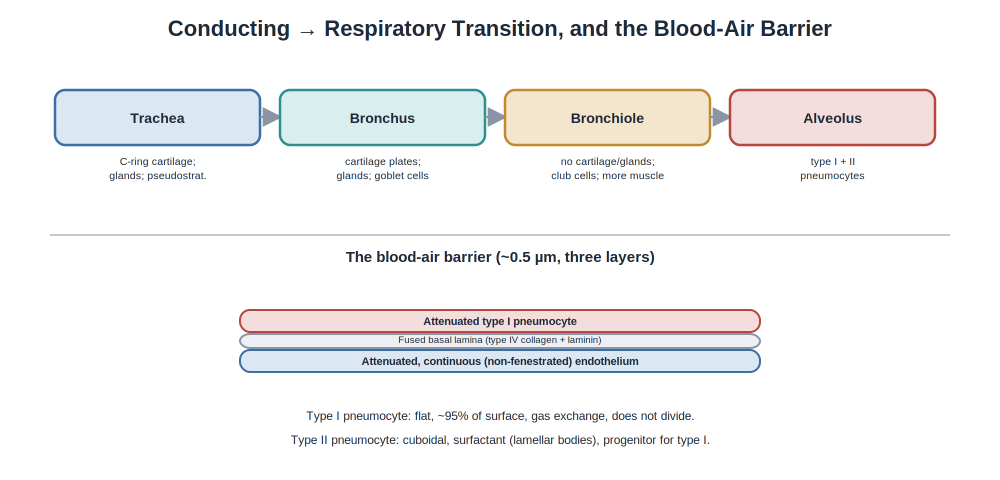 Conducting → Respiratory Transition, and the Blood-Air Barrier
Trachea
Bronchus
Bronchiole
Alveolus
C-ring cartilage;
glands; pseudostrat.
cartilage plates;
glands; goblet cells
no cartilage/glands;
club cells; more muscle
type I + II
pneumocytes
The blood-air barrier (~0.5 µm, three layers)
Attenuated type I pneumocyte
Fused basal lamina (type IV collagen + laminin)
Attenuated, continuous (non-fenestrated) endothelium
Type I pneumocyte: flat, ~95% of surface, gas exchange, does not divide.
Type II pneumocyte: cuboidal, surfactant (lamellar bodies), progenitor for type I.